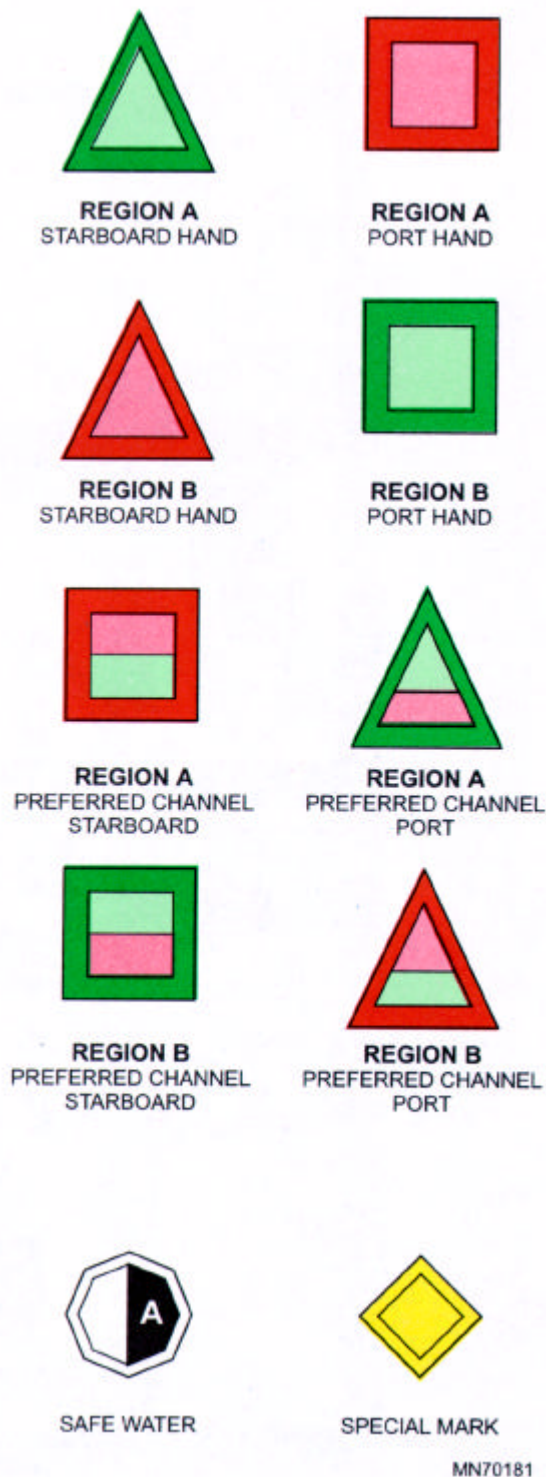 REGION A
STARBOARD HAND
REGION A
PORT HAND
REGION B
STARBOARD HAND
REGION B
PORT HAND
REGION A
PREFERRED CHANNEL
STARBOARD
REGION A
PREFERRED CHANNEL
PORT
REGION B
PREFERRED CHANNEL
STARBOARD
REGION B
PREFERRED CHANNEL
PORT
A
SAFE WATER
SPECIAL MARK
MN70181